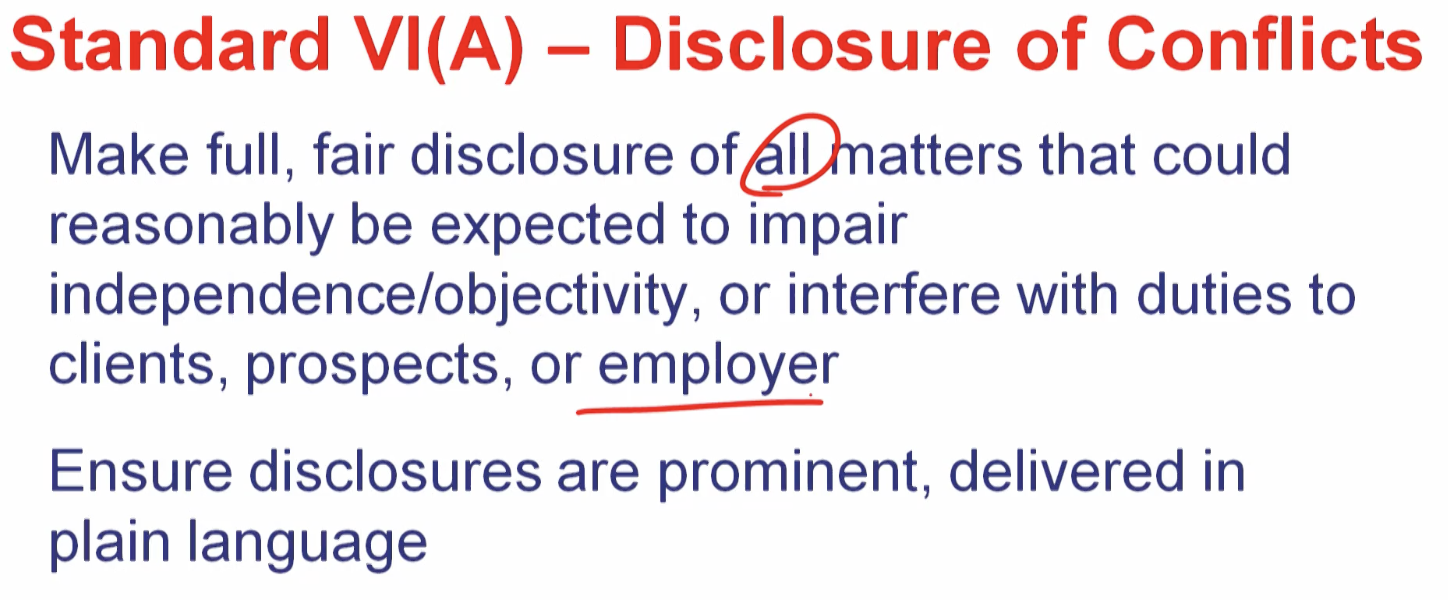 Standard VI(A) – Disclosure of Conflicts
Make full, fair disclosure of all matters that could
reasonably be expected to impair
independence/objectivity, or interfere with duties to
clients, prospects, or employer
Ensure disclosures are prominent, delivered in
plain language